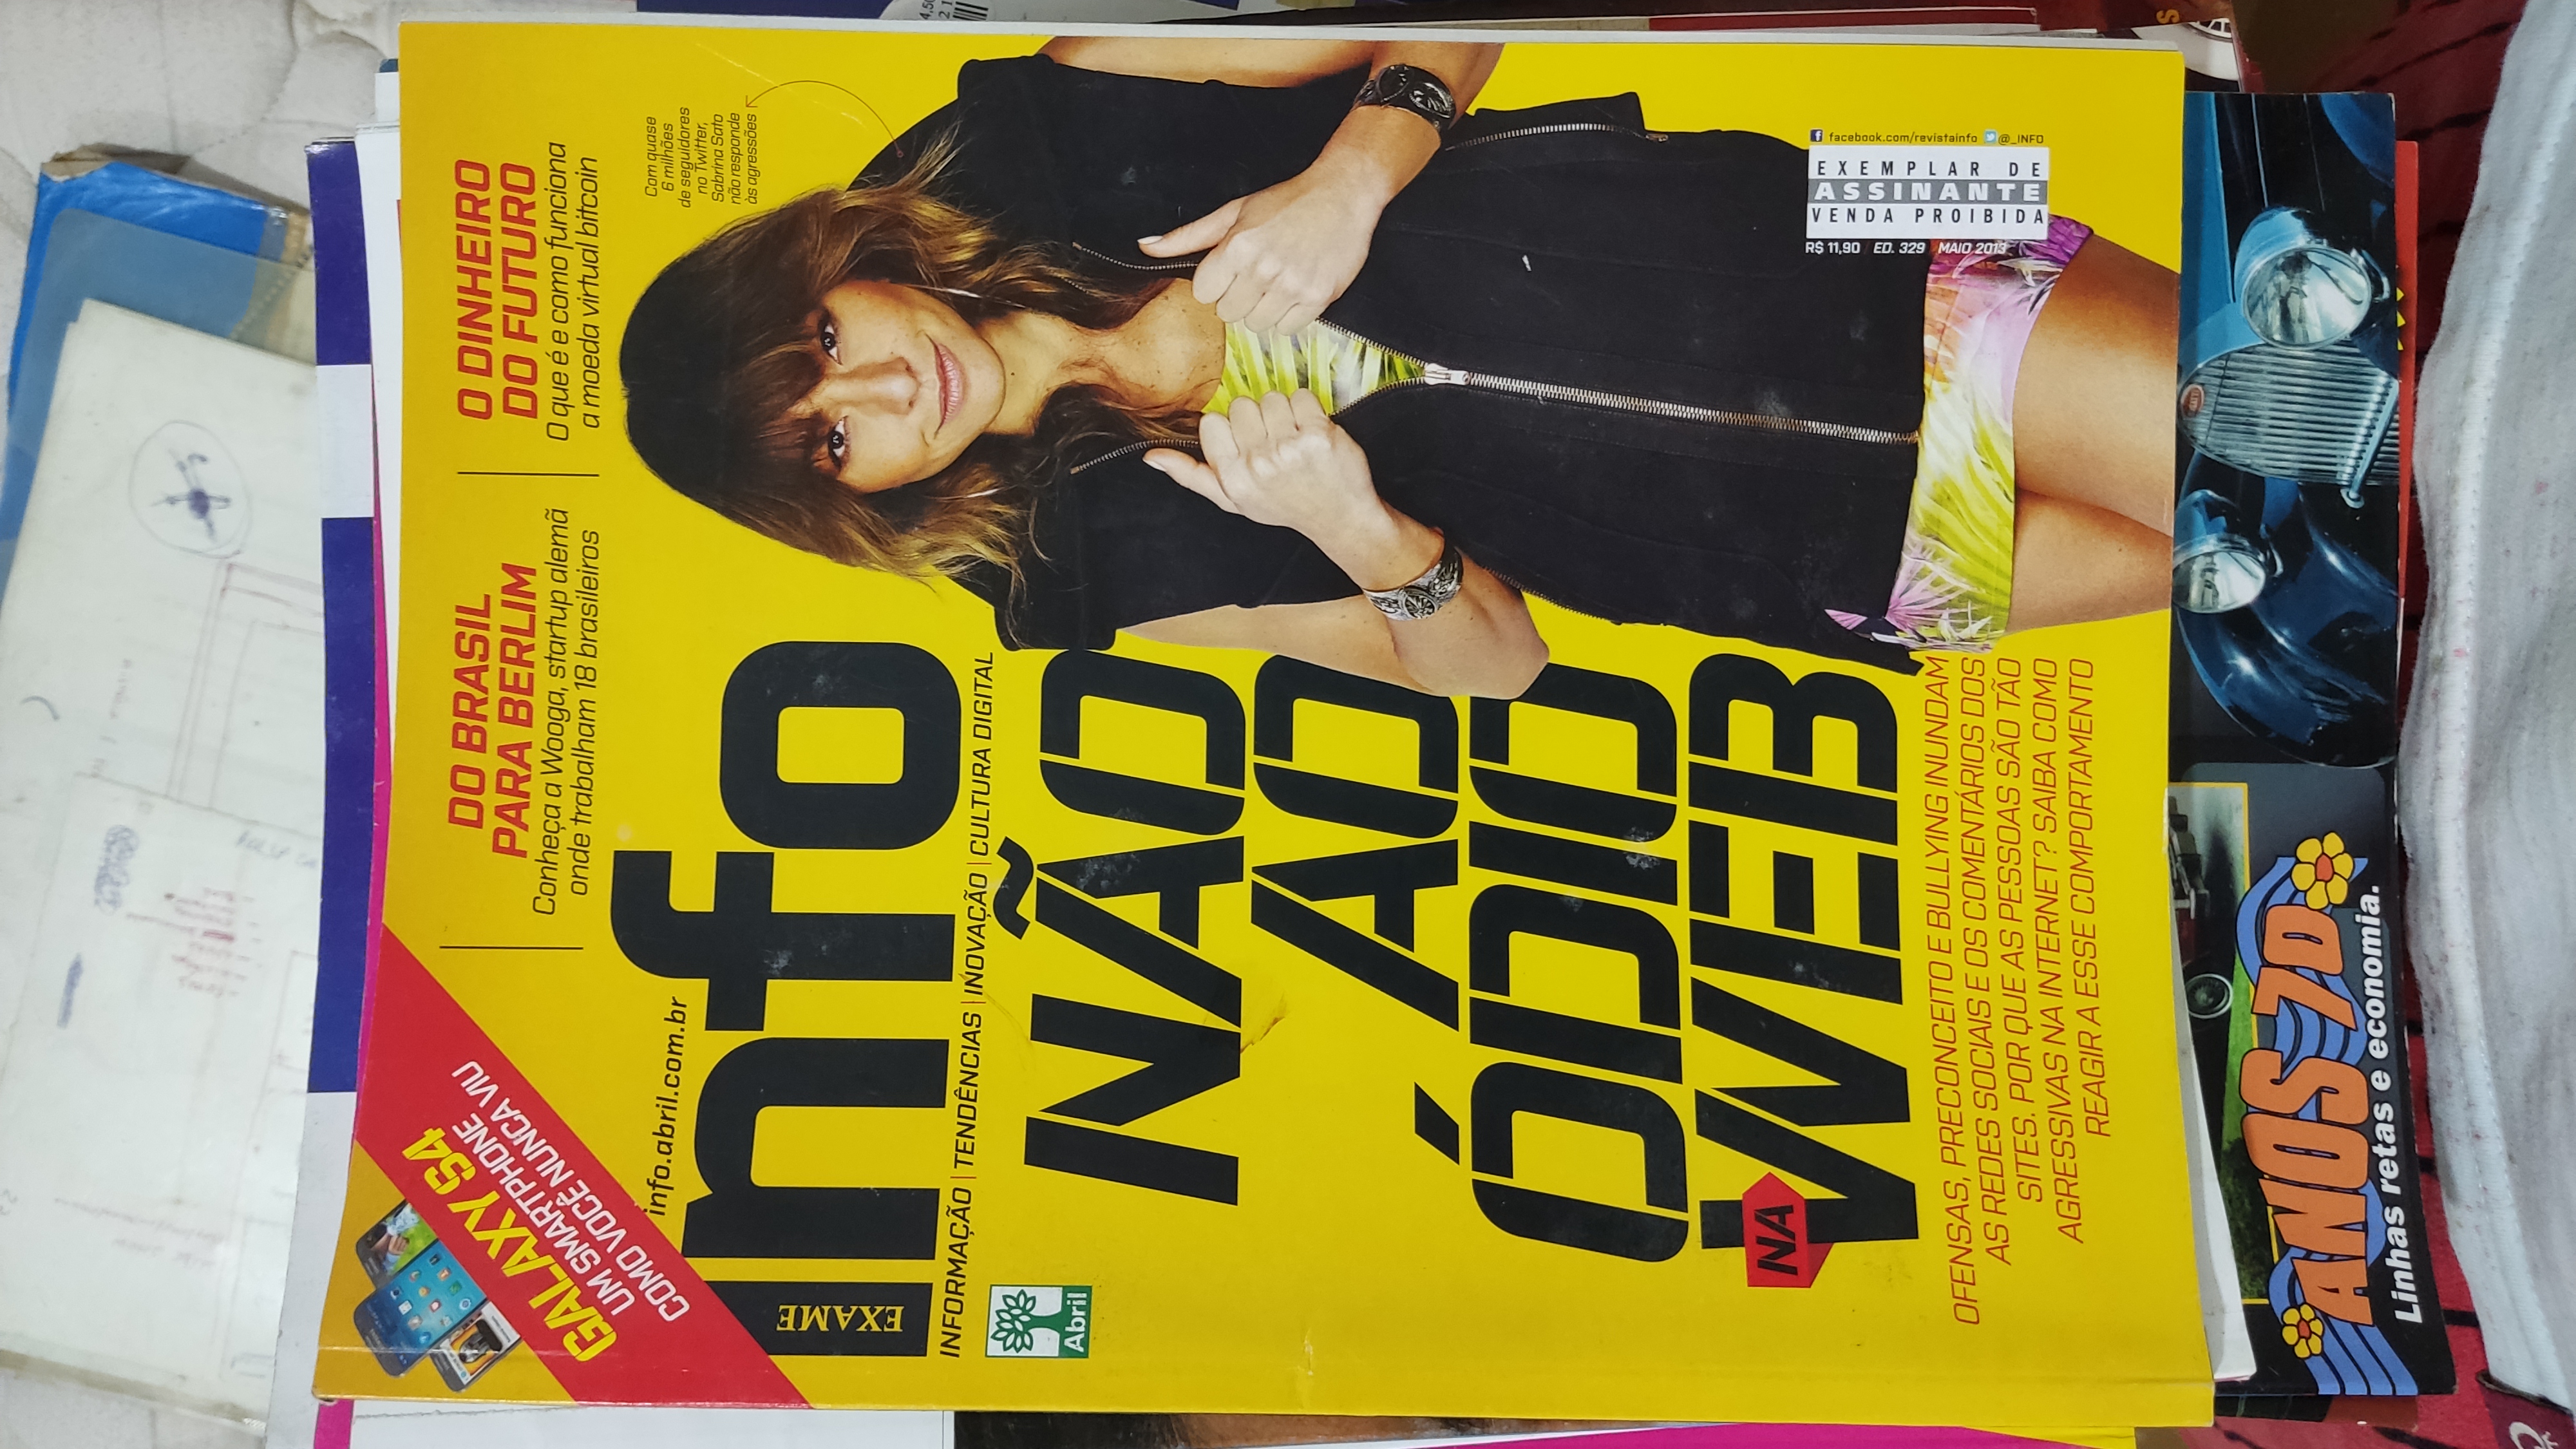 GALAXY S4
UM SMARTPHONE
COMO VOCÊ NUNCA VIU
DO BRASIL
PARA BERLIM
Conheça a Wooga, startup alemã
onde trabalham 18 brasileiros
O DINHEIRO
DO FUTURO
O que é e como funciona
a moeda virtual bitcoin
info.abril.com.br
info
EXAME
INFORMAÇÃO | TENDÊNCIAS | INOVAÇÃO | CULTURA DIGITAL
Com quase
6 milhões
de seguidores
no Twitter,
Sabrina Sato
não responde
às agressões
Abril
NÃO
AO
ÓDIO
NA
WEB
OFENSAS, PRECONCEITO E BULLYING INUNDAM
AS REDES SOCIAIS E OS COMENTÁRIOS DOS
SITES. POR QUE AS PESSOAS SÃO TÃO
AGRESSIVAS NA INTERNET? SAIBA COMO
REAGIR A ESSE COMPORTAMENTO
facebook.com/revistainfo @_INFO
EXEMPLAR DE
ASSINANTE
VENDA PROIBIDA
R$ 11,90 ED. 329 MAIO 2013
ANOS 70
Linhas retas e economia.